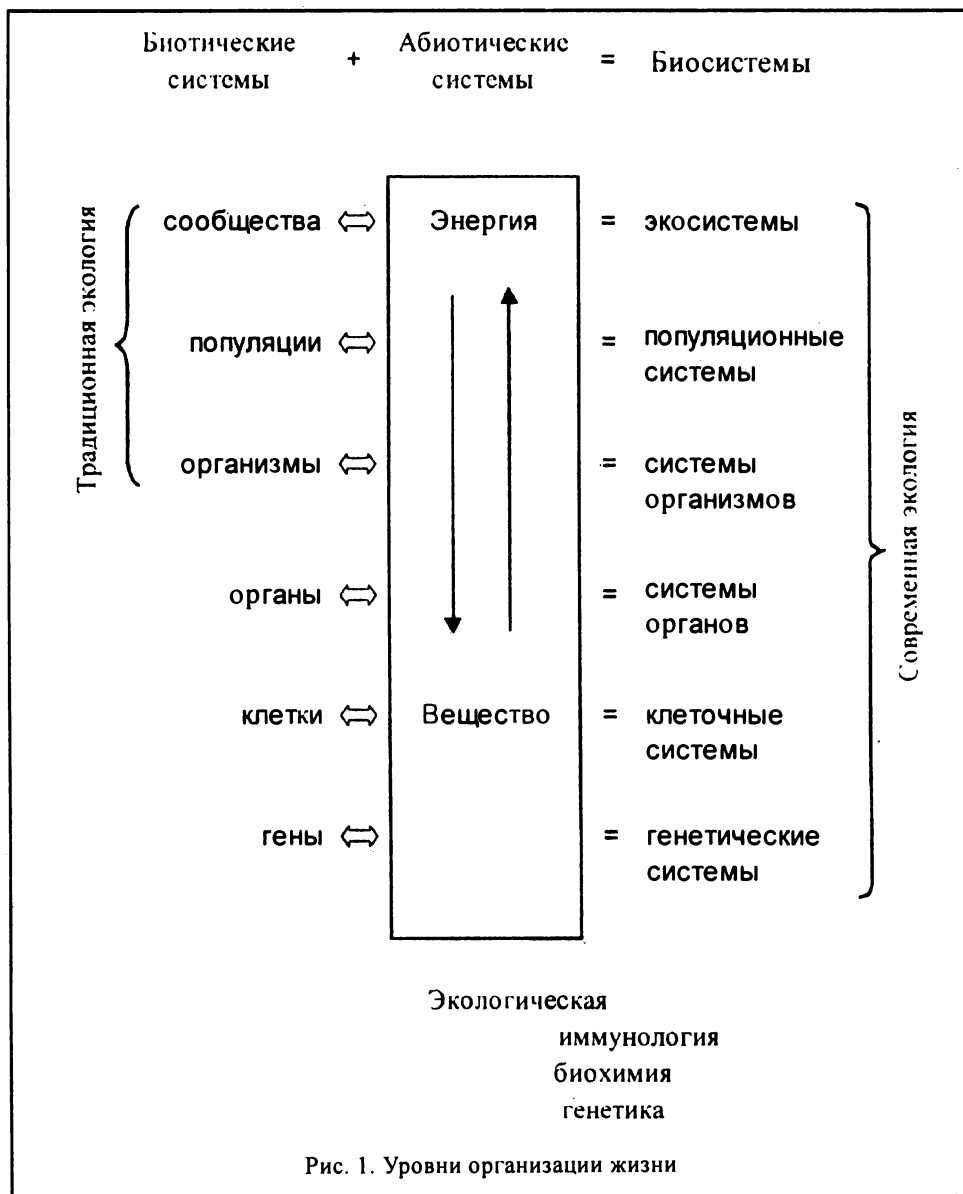 Биотические + Абиотические = Биосистемы
системы системы
Традиционная экология
сообщества ⇔ Энергия = экосистемы
популяции ⇔ = популяционные
системы
организмы ⇔ = системы
организмов
органы ⇔ = системы
органов
клетки ⇔ Вещество = клеточные
системы
гены ⇔ = генетические
системы
Современная экология
Экологическая
иммунология
биохимия
генетика
Рис. 1. Уровни организации жизни